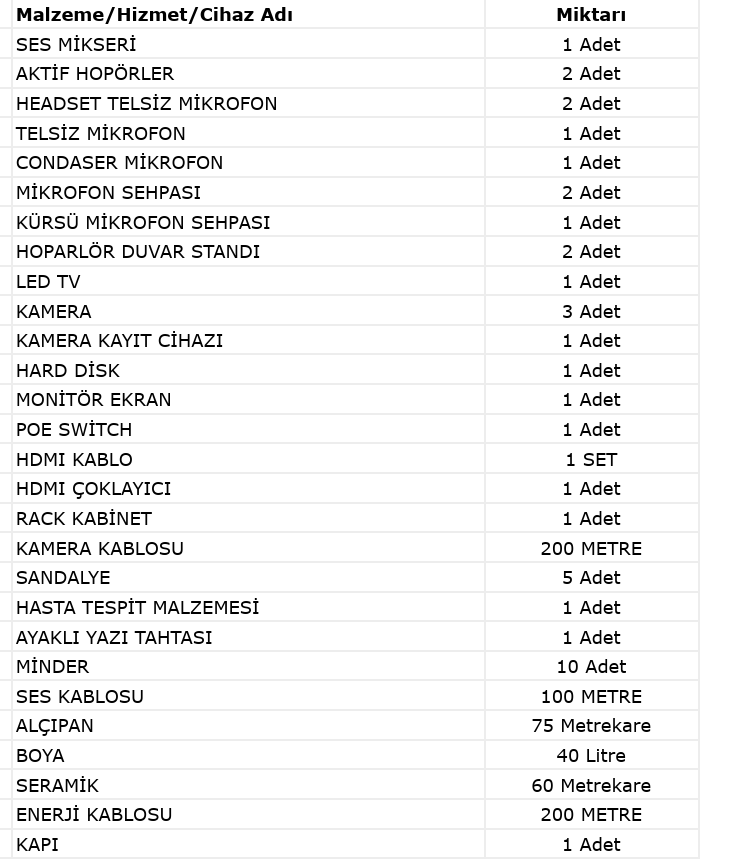 Malzeme/Hizmet/Cihaz Adı Miktarı
SES MİKSERİ 1 Adet
AKTİF HOPÖRLER 2 Adet
HEADSET TELSİZ MİKROFON 2 Adet
TELSİZ MİKROFON 1 Adet
CONDASER MİKROFON 1 Adet
MİKROFON SEHPASI 2 Adet
KÜRSÜ MİKROFON SEHPASI 1 Adet
HOPARLÖR DUVAR STANDI 2 Adet
LED TV 1 Adet
KAMERA 3 Adet
KAMERA KAYIT CİHAZI 1 Adet
HARD DİSK 1 Adet
MONİTÖR EKRAN 1 Adet
POE SWİTCH 1 Adet
HDMI KABLO 1 SET
HDMI ÇOKLAYICI 1 Adet
RACK KABİNET 1 Adet
KAMERA KABLOSU 200 METRE
SANDALYE 5 Adet
HASTA TESPİT MALZEMESİ 1 Adet
AYAKLI YAZI TAHTASI 1 Adet
MİNDER 10 Adet
SES KABLOSU 100 METRE
ALÇIPAN 75 Metrekare
BOYA 40 Litre
SERAMİK 60 Metrekare
ENERJİ KABLOSU 200 METRE
KAPI 1 Adet